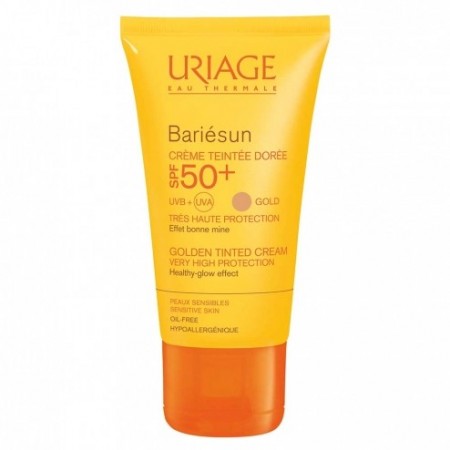 URIAGE
EAU THERMALE
Bariésun
CRÈME TEINTÉE DORÉE
SPF 50+
UVB + UVA GOLD
TRÈS HAUTE PROTECTION
Effet bonne mine
GOLDEN TINTED CREAM
VERY HIGH PROTECTION
Healthy-glow effect
PEAUX SENSIBLES
SENSITIVE SKIN
OIL-FREE
HYPOALLERGÉNIQUE